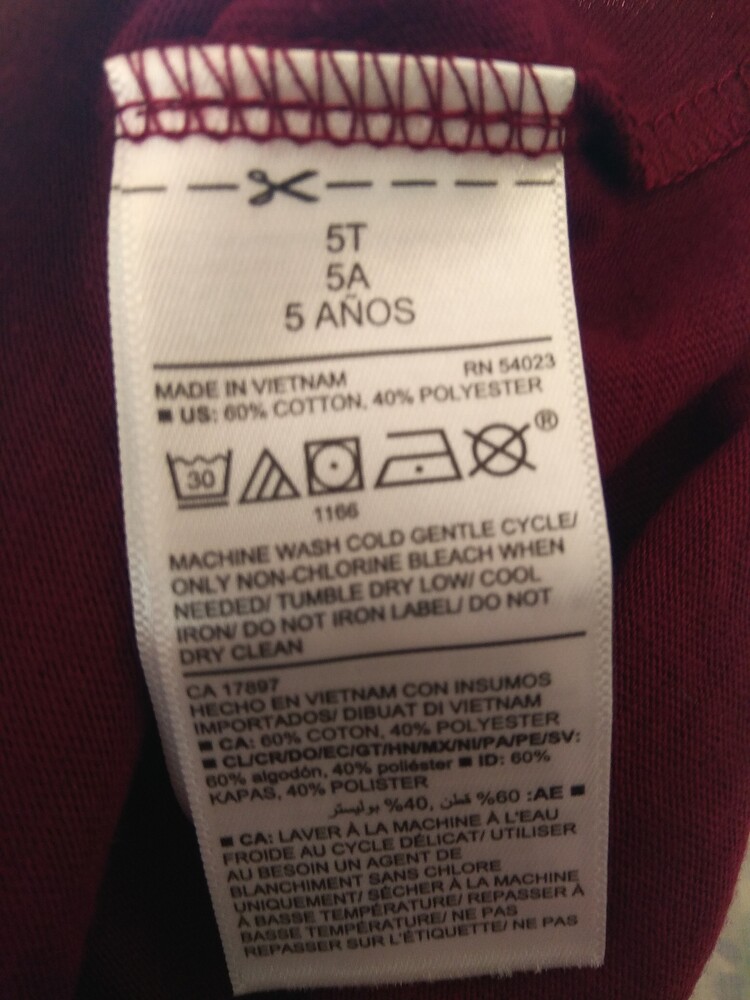 5T
5A
5 AÑOS
RN 54023
MADE IN VIETNAM
■ US: 60% COTTON, 40% POLYESTER
30
®
1166
MACHINE WASH COLD GENTLE CYCLE/
ONLY NON-CHLORINE BLEACH WHEN
NEEDED/ TUMBLE DRY LOW/ COOL
IRON/ DO NOT IRON LABEL/ DO NOT
DRY CLEAN
CA 17897
HECHO EN VIETNAM CON INSUMOS
IMPORTADOS/ DIBUAT DI VIETNAM
■ CA: 60% COTON, 40% POLYESTER
■ CL/CR/DO/EC/GT/HN/MX/NI/PA/PE/SV:
60% algodón, 40% poliéster ■ ID: 60%
KAPAS, 40% POLISTER
■ AE: 60% قطن, 40% بوليستر
■ CA: LAVER À LA MACHINE À L'EAU
FROIDE AU CYCLE DÉLICAT/ UTILISER
AU BESOIN UN AGENT DE
BLANCHIMENT SANS CHLORE
UNIQUEMENT/ SÉCHER À LA MACHINE
À BASSE TEMPÉRATURE/ REPASSER À
BASSE TEMPÉRATURE/ NE PAS
REPASSER SUR L'ÉTIQUETTE/ NE PAS